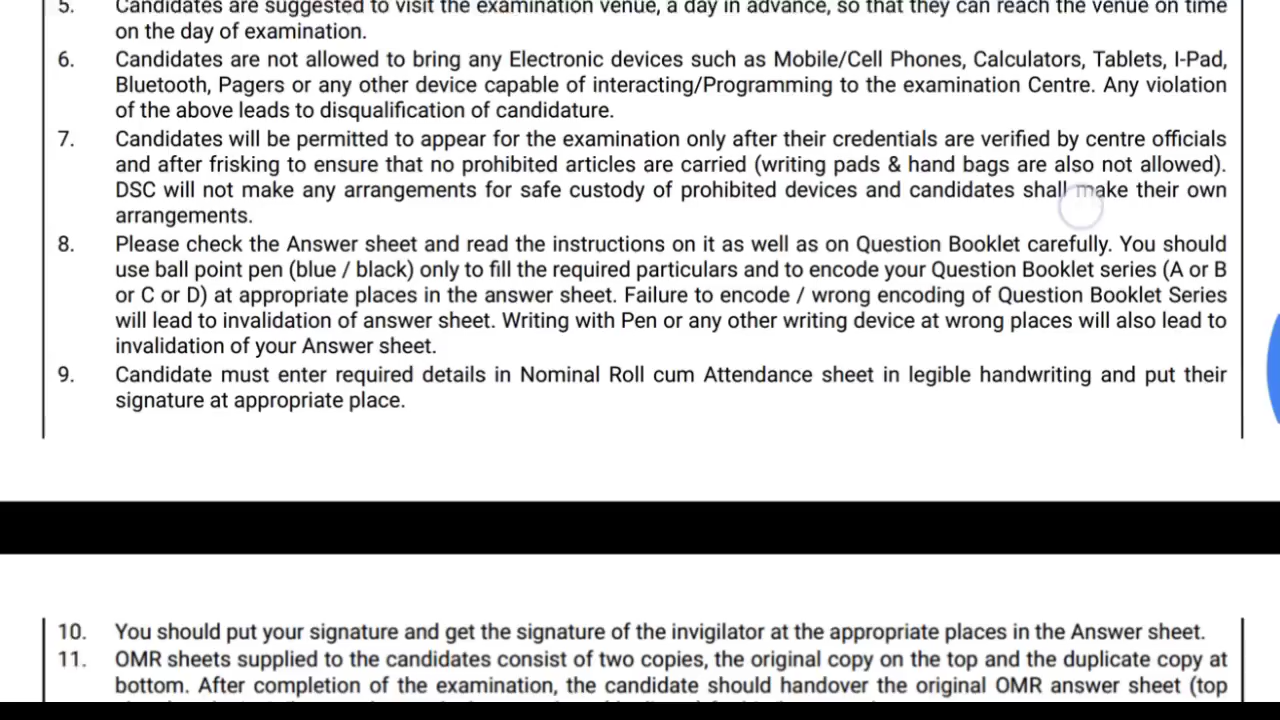 5. Candidates are suggested to visit the examination venue, a day in advance, so that they can reach the venue on time
on the day of examination.
6. Candidates are not allowed to bring any Electronic devices such as Mobile/Cell Phones, Calculators, Tablets, I-Pad,
Bluetooth, Pagers or any other device capable of interacting/Programming to the examination Centre. Any violation
of the above leads to disqualification of candidature.
7. Candidates will be permitted to appear for the examination only after their credentials are verified by centre officials
and after frisking to ensure that no prohibited articles are carried (writing pads & hand bags are also not allowed).
DSC will not make any arrangements for safe custody of prohibited devices and candidates shall make their own
arrangements.
8. Please check the Answer sheet and read the instructions on it as well as on Question Booklet carefully. You should
use ball point pen (blue / black) only to fill the required particulars and to encode your Question Booklet series (A or B
or C or D) at appropriate places in the answer sheet. Failure to encode / wrong encoding of Question Booklet Series
will lead to invalidation of answer sheet. Writing with Pen or any other writing device at wrong places will also lead to
invalidation of your Answer sheet.
9. Candidate must enter required details in Nominal Roll cum Attendance sheet in legible handwriting and put their
signature at appropriate place.
10. You should put your signature and get the signature of the invigilator at the appropriate places in the Answer sheet.
11. OMR sheets supplied to the candidates consist of two copies, the original copy on the top and the duplicate copy at
bottom. After completion of the examination, the candidate should handover the original OMR answer sheet (top